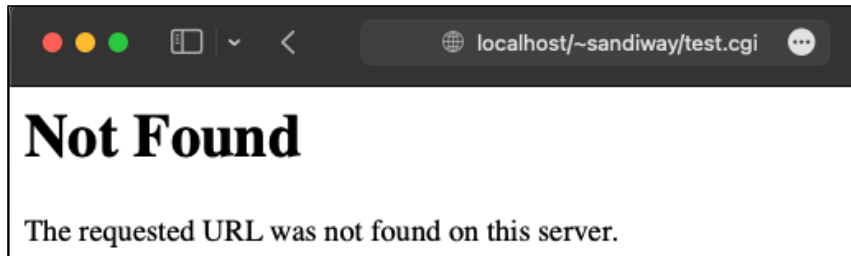 localhost/~sandiway/test.cgi
Not Found
The requested URL was not found on this server.